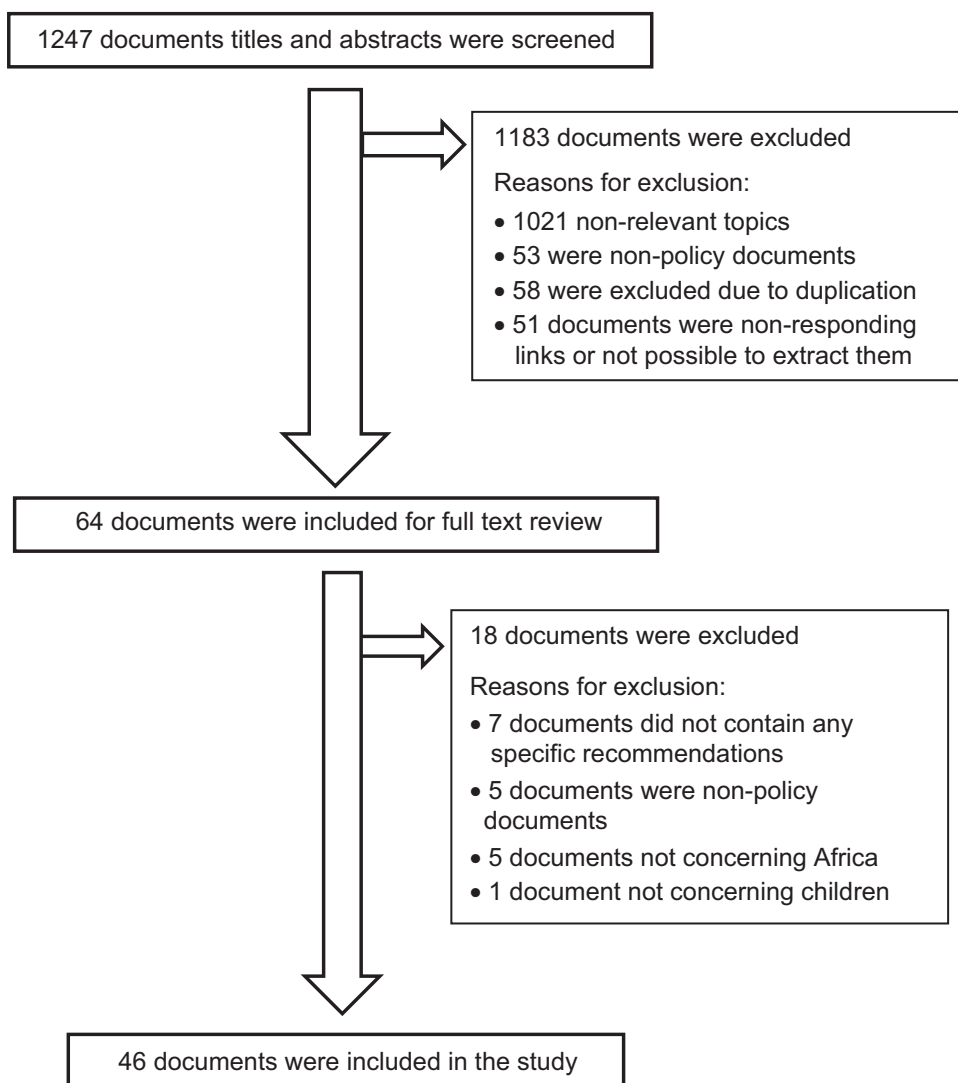 1247 documents titles and abstracts were screened
1183 documents were excluded
Reasons for exclusion:
• 1021 non-relevant topics
• 53 were non-policy documents
• 58 were excluded due to duplication
• 51 documents were non-responding
links or not possible to extract them
64 documents were included for full text review
18 documents were excluded
Reasons for exclusion:
• 7 documents did not contain any
specific recommendations
• 5 documents were non-policy
documents
• 5 documents not concerning Africa
• 1 document not concerning children
46 documents were included in the study